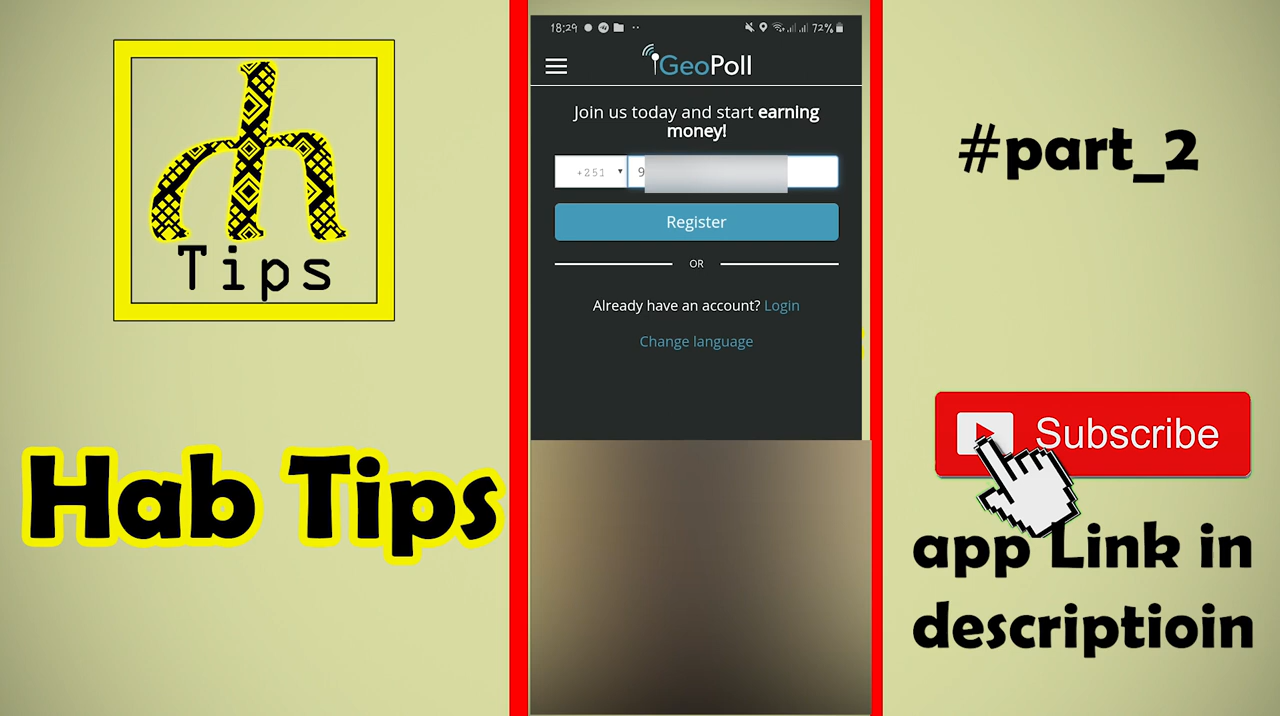 ሐ
Tips
Hab Tips
18:29
72%
GeoPoll
Join us today and start earning
money!
+251
9
Register
OR
Already have an account? Login
Change language
#part_2
Subscribe
app Link in
descriptioin